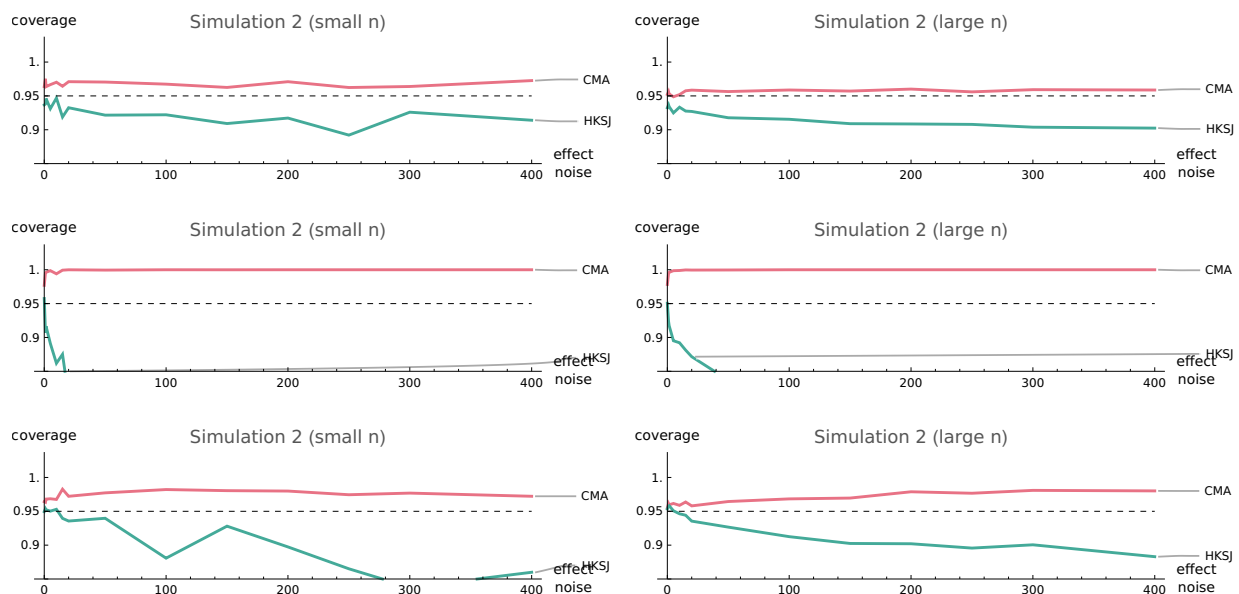 coverage
Simulation 2 (small n)
1.
0.95
0.9
CMA
HKSJ
effect
noise
0 100 200 300 400
coverage
Simulation 2 (large n)
1.
0.95
0.9
CMA
HKSJ
effect
noise
0 100 200 300 400
coverage
Simulation 2 (small n)
1.
0.95
0.9
CMA
HKSJ
effect
noise
0 100 200 300 400
coverage
Simulation 2 (large n)
1.
0.95
0.9
CMA
HKSJ
effect
noise
0 100 200 300 400
coverage
Simulation 2 (small n)
1.
0.95
0.9
CMA
HKSJ
effect
noise
0 100 200 300 400
coverage
Simulation 2 (large n)
1.
0.95
0.9
CMA
HKSJ
effect
noise
0 100 200 300 400